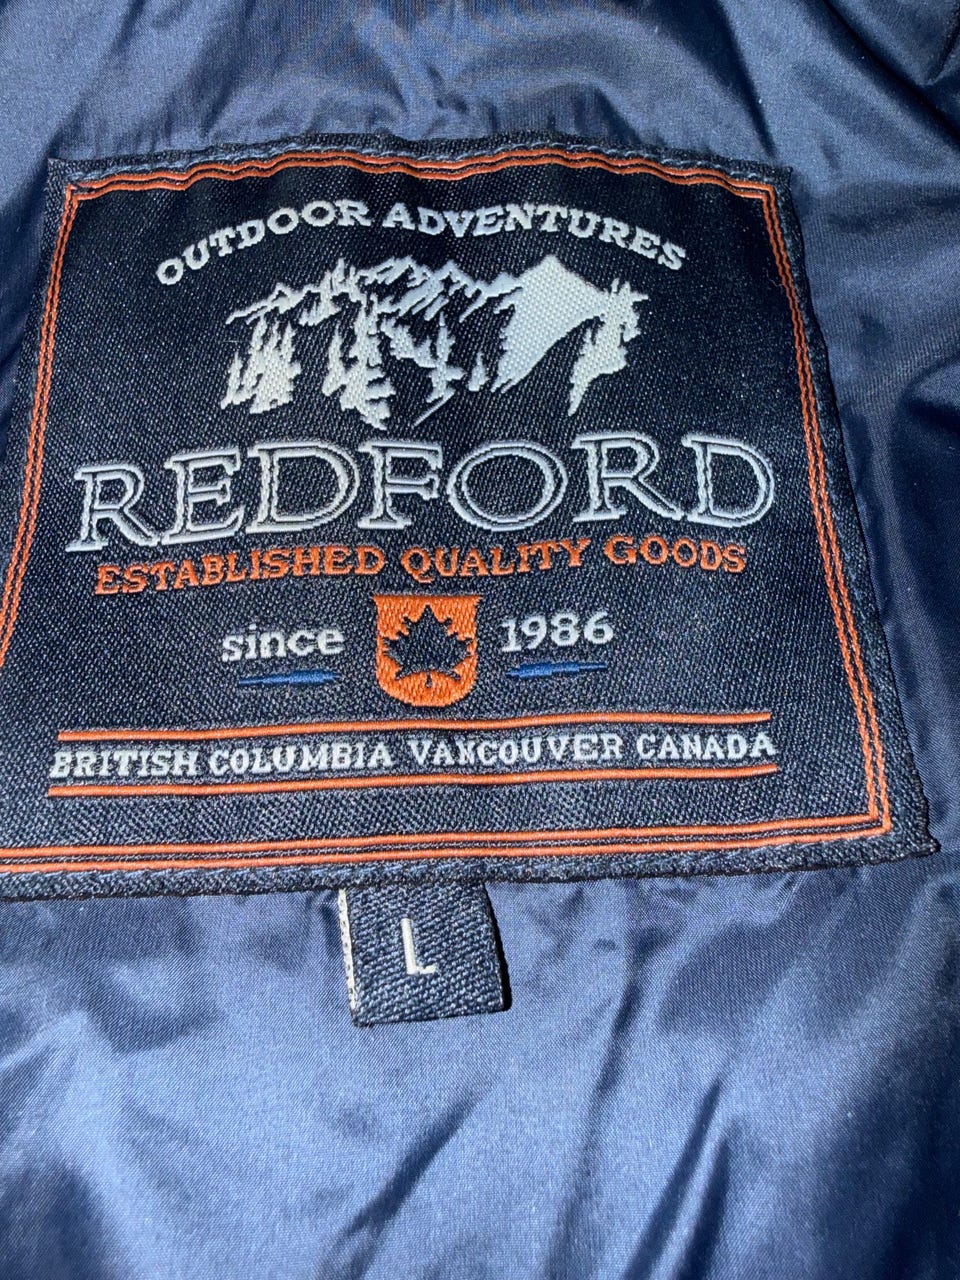 OUTDOOR ADVENTURES
REDFORD
ESTABLISHED QUALITY GOODS
since 1986
BRITISH COLUMBIA VANCOUVER CANADA
L